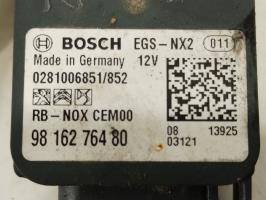 BOSCH EGS-NX2 D11
Made in Germany 12V
0281006851/852
RB-NOX CEM00
98 162 764 80
08 13925
03121